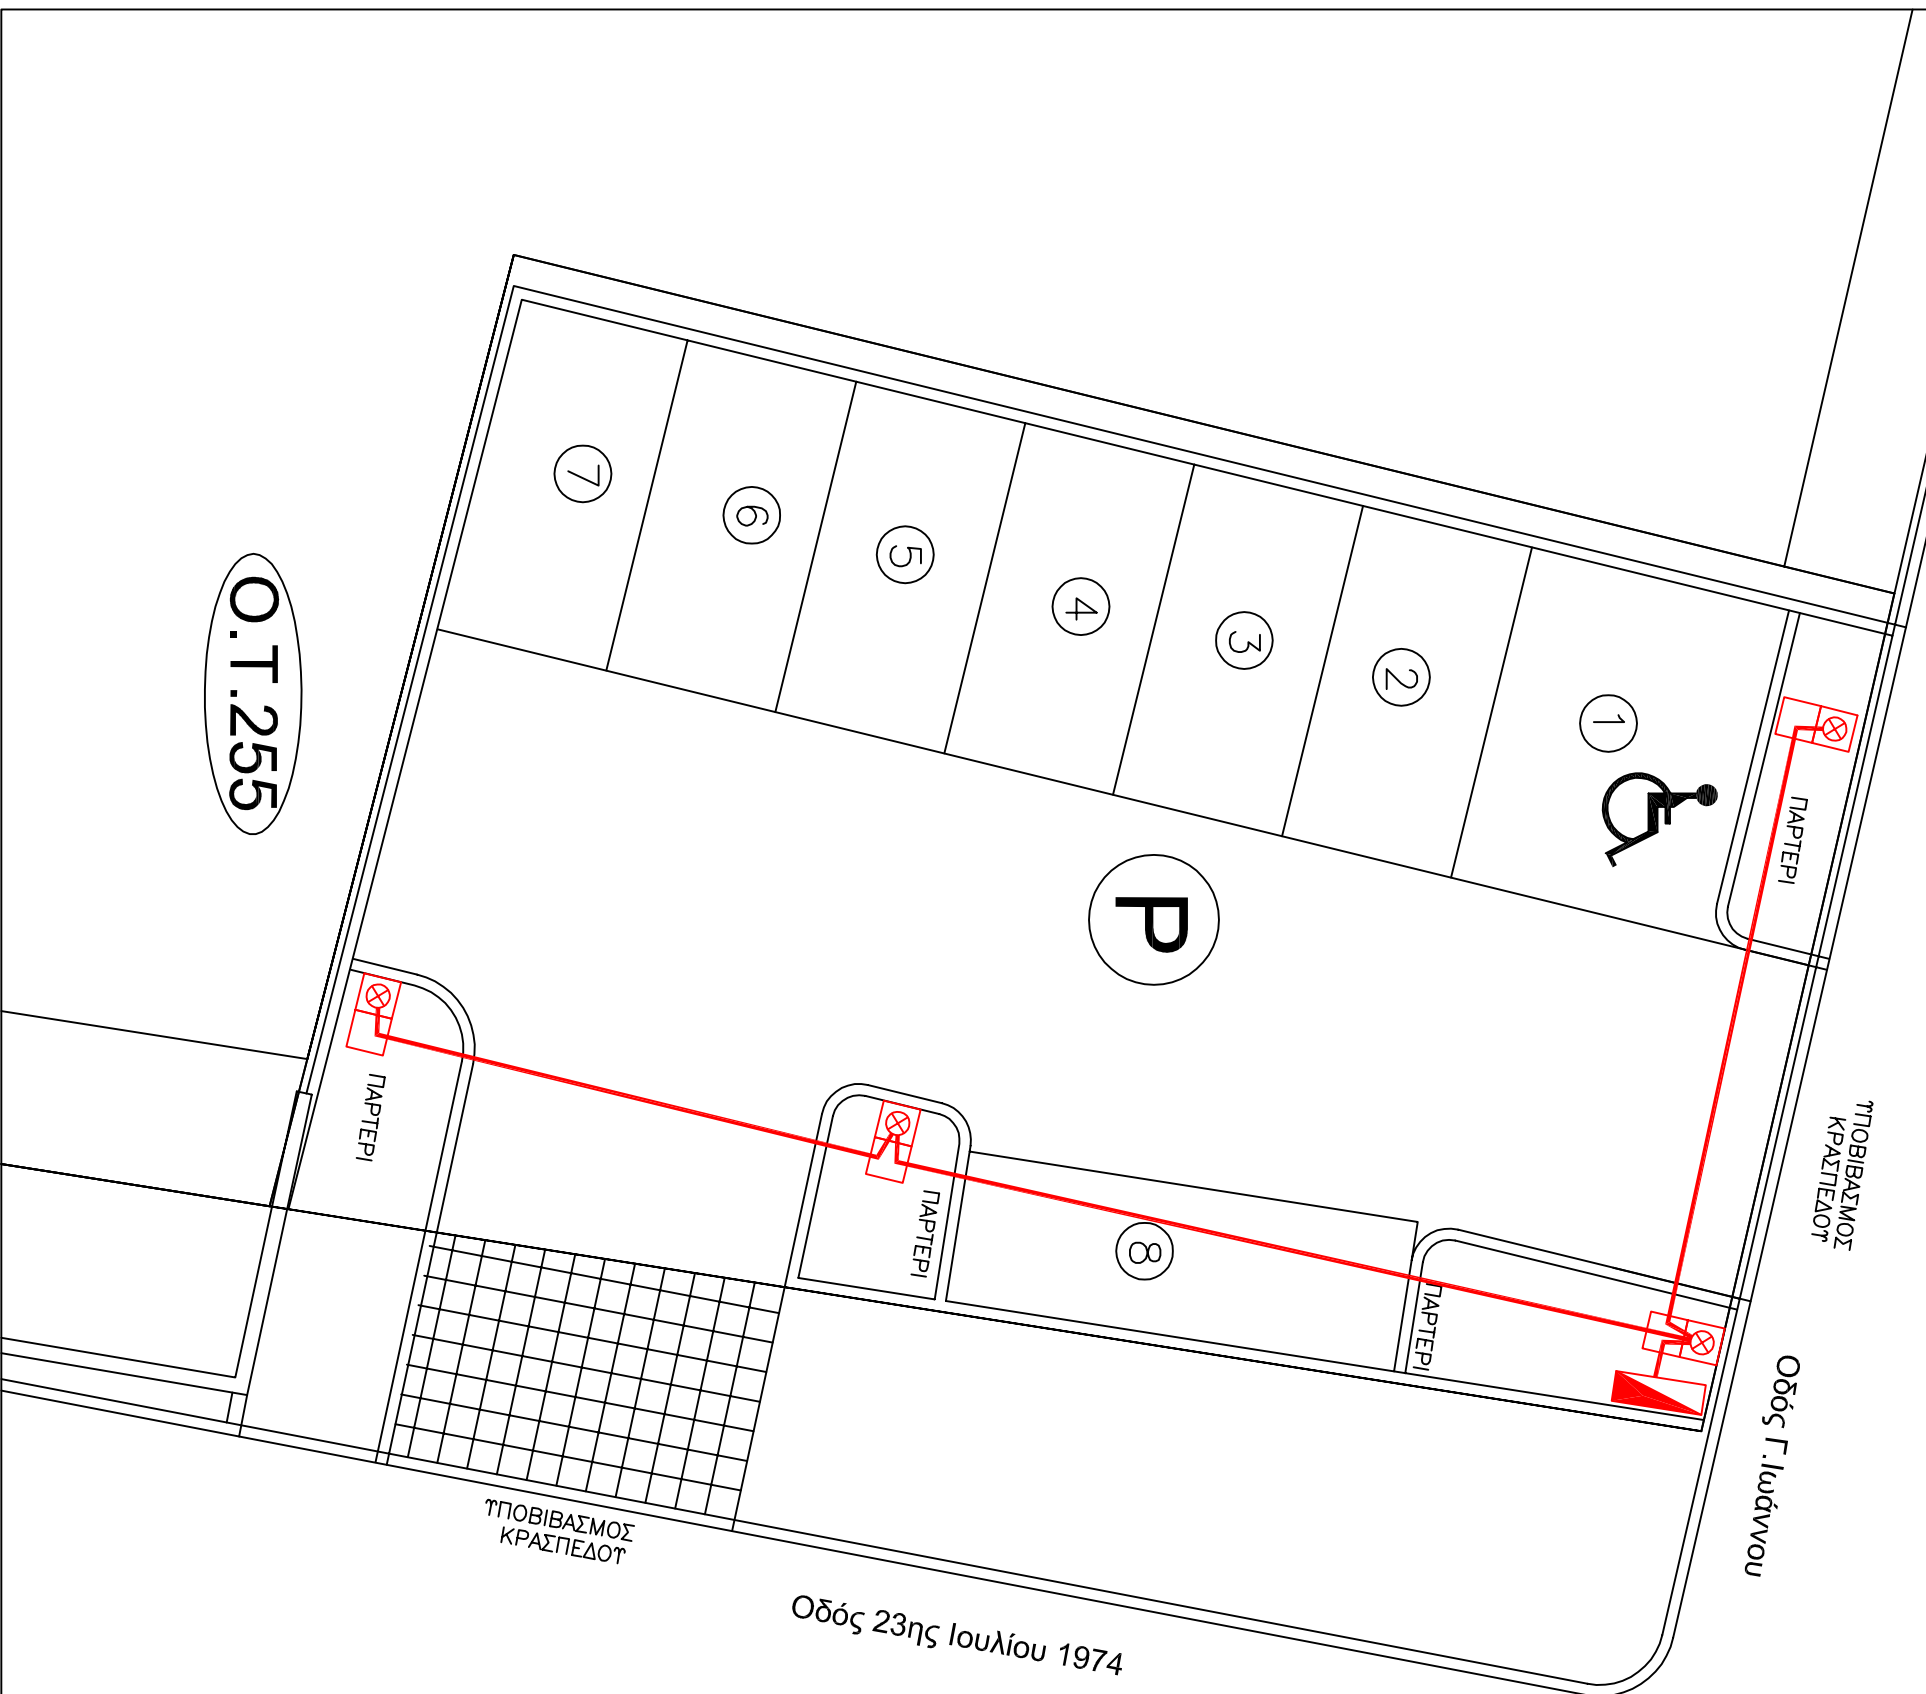 7
6
5
4
3
2
1
ΠΑΡΤΕΡΙ
Ο.Τ.255
P
ΠΑΡΤΕΡΙ
ΠΑΡΤΕΡΙ
8
ΠΑΡΤΕΡΙ
ΥΠΟΒΙΒΑΣΜΟΣ
ΚΡΑΣΠΕΔΟΥ
Οδός Γ.Ιωάννου
ΥΠΟΒΙΒΑΣΜΟΣ
ΚΡΑΣΠΕΔΟΥ
Οδός 23ης Ιουλίου 1974